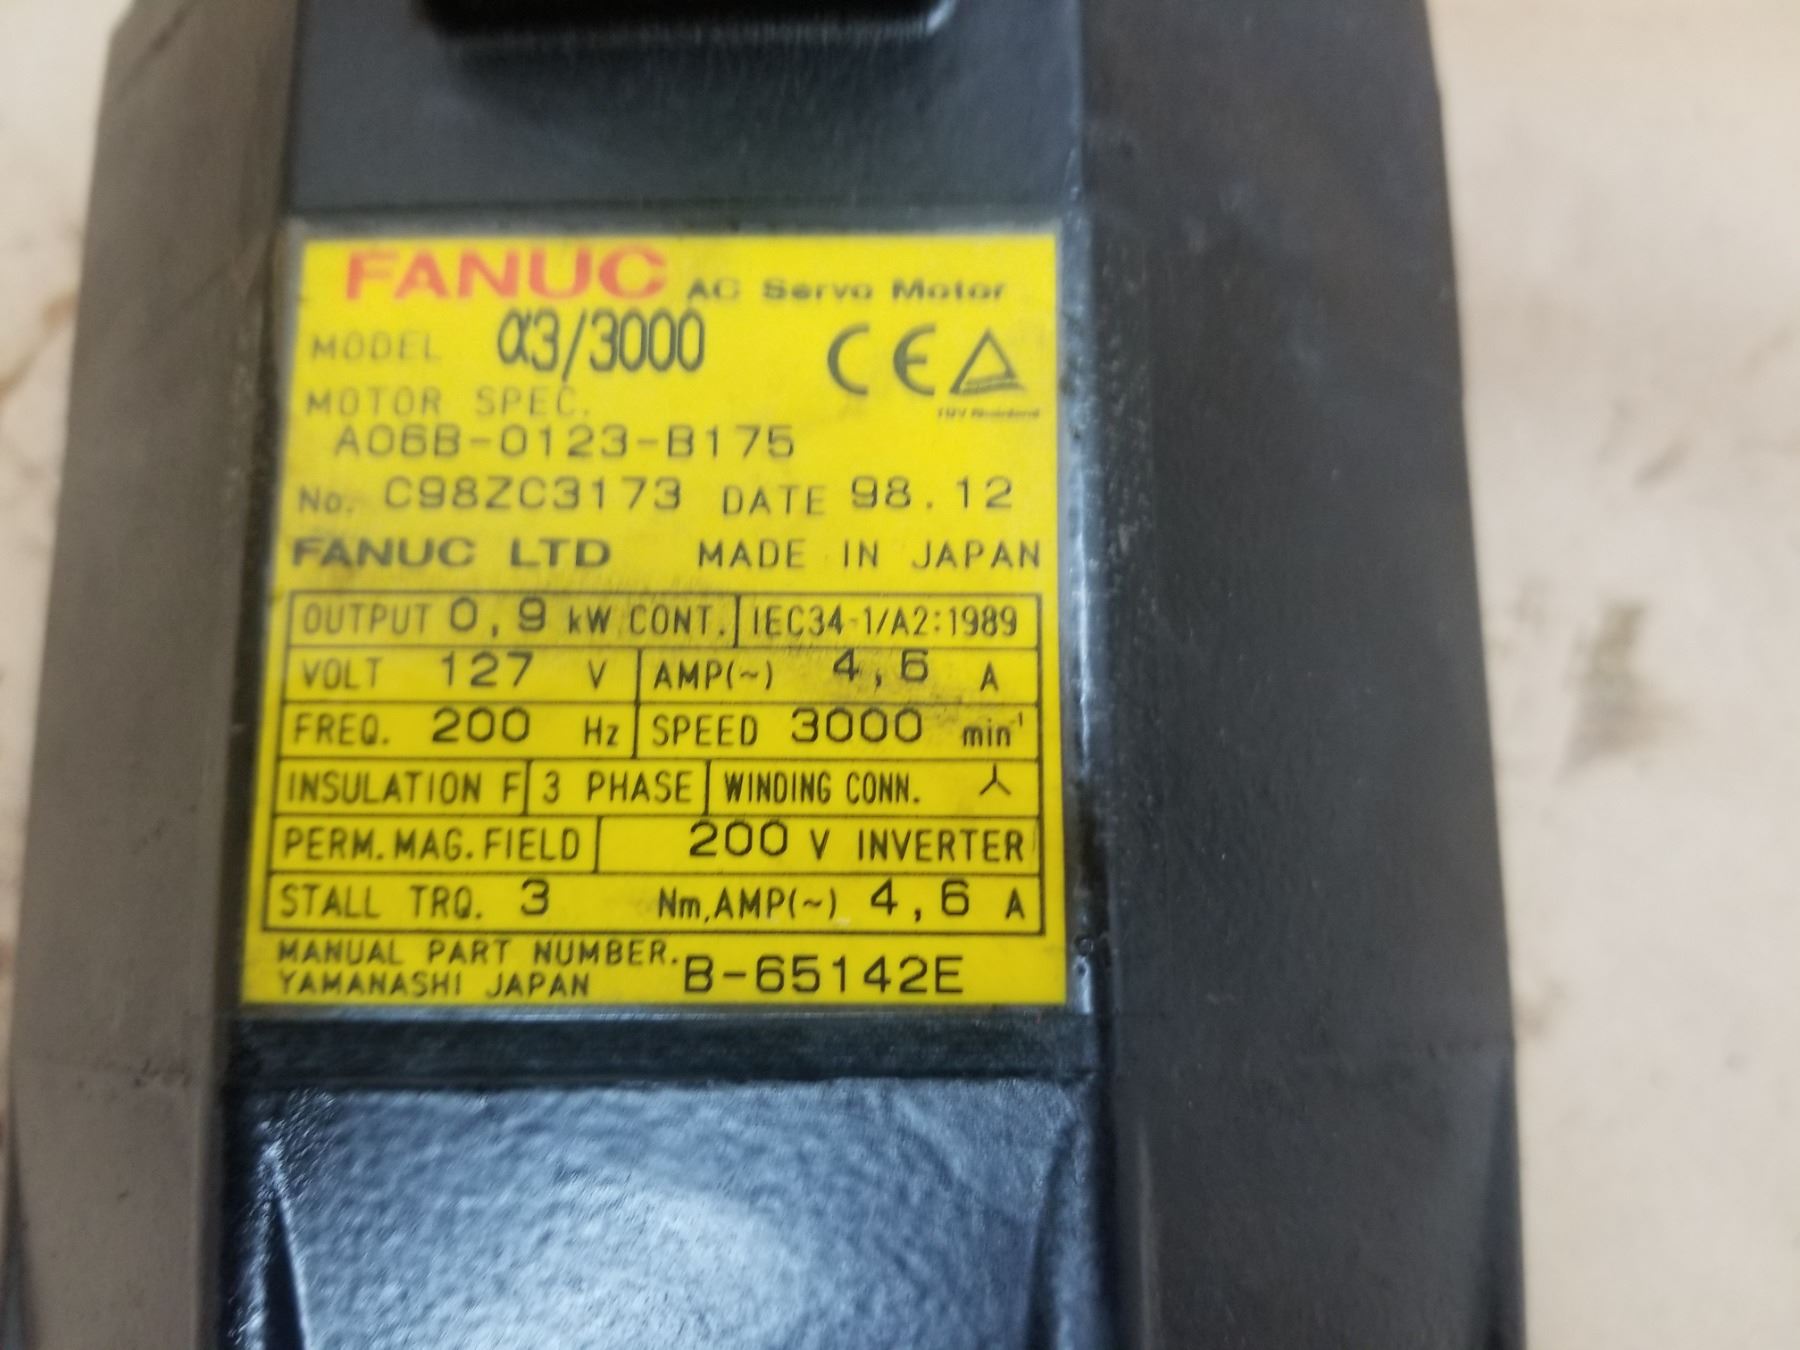 FANUC AC Servo Motor
MODEL α3/3000
CE
MOTOR SPEC.
TÜV Rheinland
A06B-0123-B175
No. C98ZC3173 DATE 98.12
FANUC LTD MADE IN JAPAN
OUTPUT 0,9 kW CONT. IEC34-1/A2:1989
VOLT 127 V AMP(~) 4,6 A
FREQ. 200 Hz SPEED 3000 min⁻¹
INSULATION F 3 PHASE WINDING CONN.
PERM.MAG.FIELD 200 V INVERTER
STALL TRQ. 3 Nm,AMP(~) 4,6 A
MANUAL PART NUMBER. B-65142E
YAMANASHI JAPAN